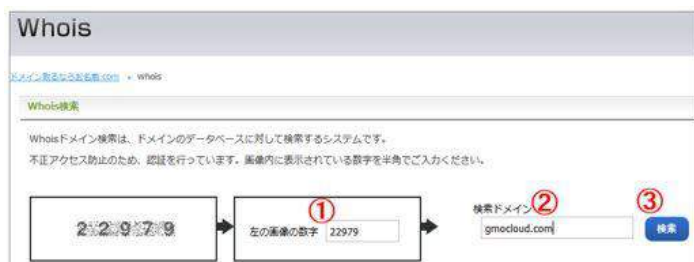 Whois
ドメイン取るならお名前.com • whois
Whois検索
Whoisドメイン検索は、ドメインのデータベースに対して検索するシステムです。
不正アクセス防止のため、認証を行っています。画像内に表示されている数字を半角でご入力ください。
22979
① 左の画像の数字 22979
検索ドメイン ②
gmocloud.com
③ 検索